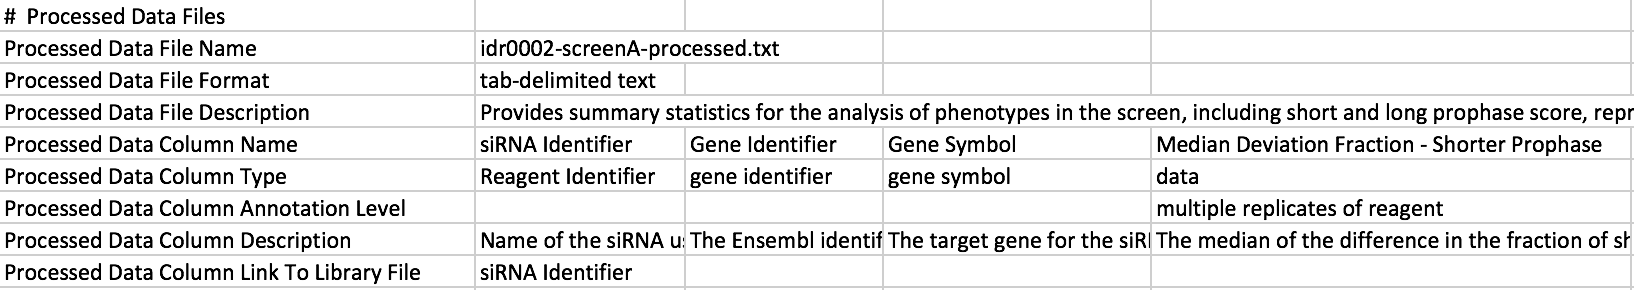 # Processed Data Files
Processed Data File Name idr0002-screenA-processed.txt
Processed Data File Format tab-delimited text
Processed Data File Description Provides summary statistics for the analysis of phenotypes in the screen, including short and long prophase score, repr
Processed Data Column Name siRNA Identifier Gene Identifier Gene Symbol Median Deviation Fraction - Shorter Prophase
Processed Data Column Type Reagent Identifier gene identifier gene symbol data
Processed Data Column Annotation Level multiple replicates of reagent
Processed Data Column Description Name of the siRNA u The Ensembl identif The target gene for the siR The median of the difference in the fraction of sh
Processed Data Column Link To Library File siRNA Identifier